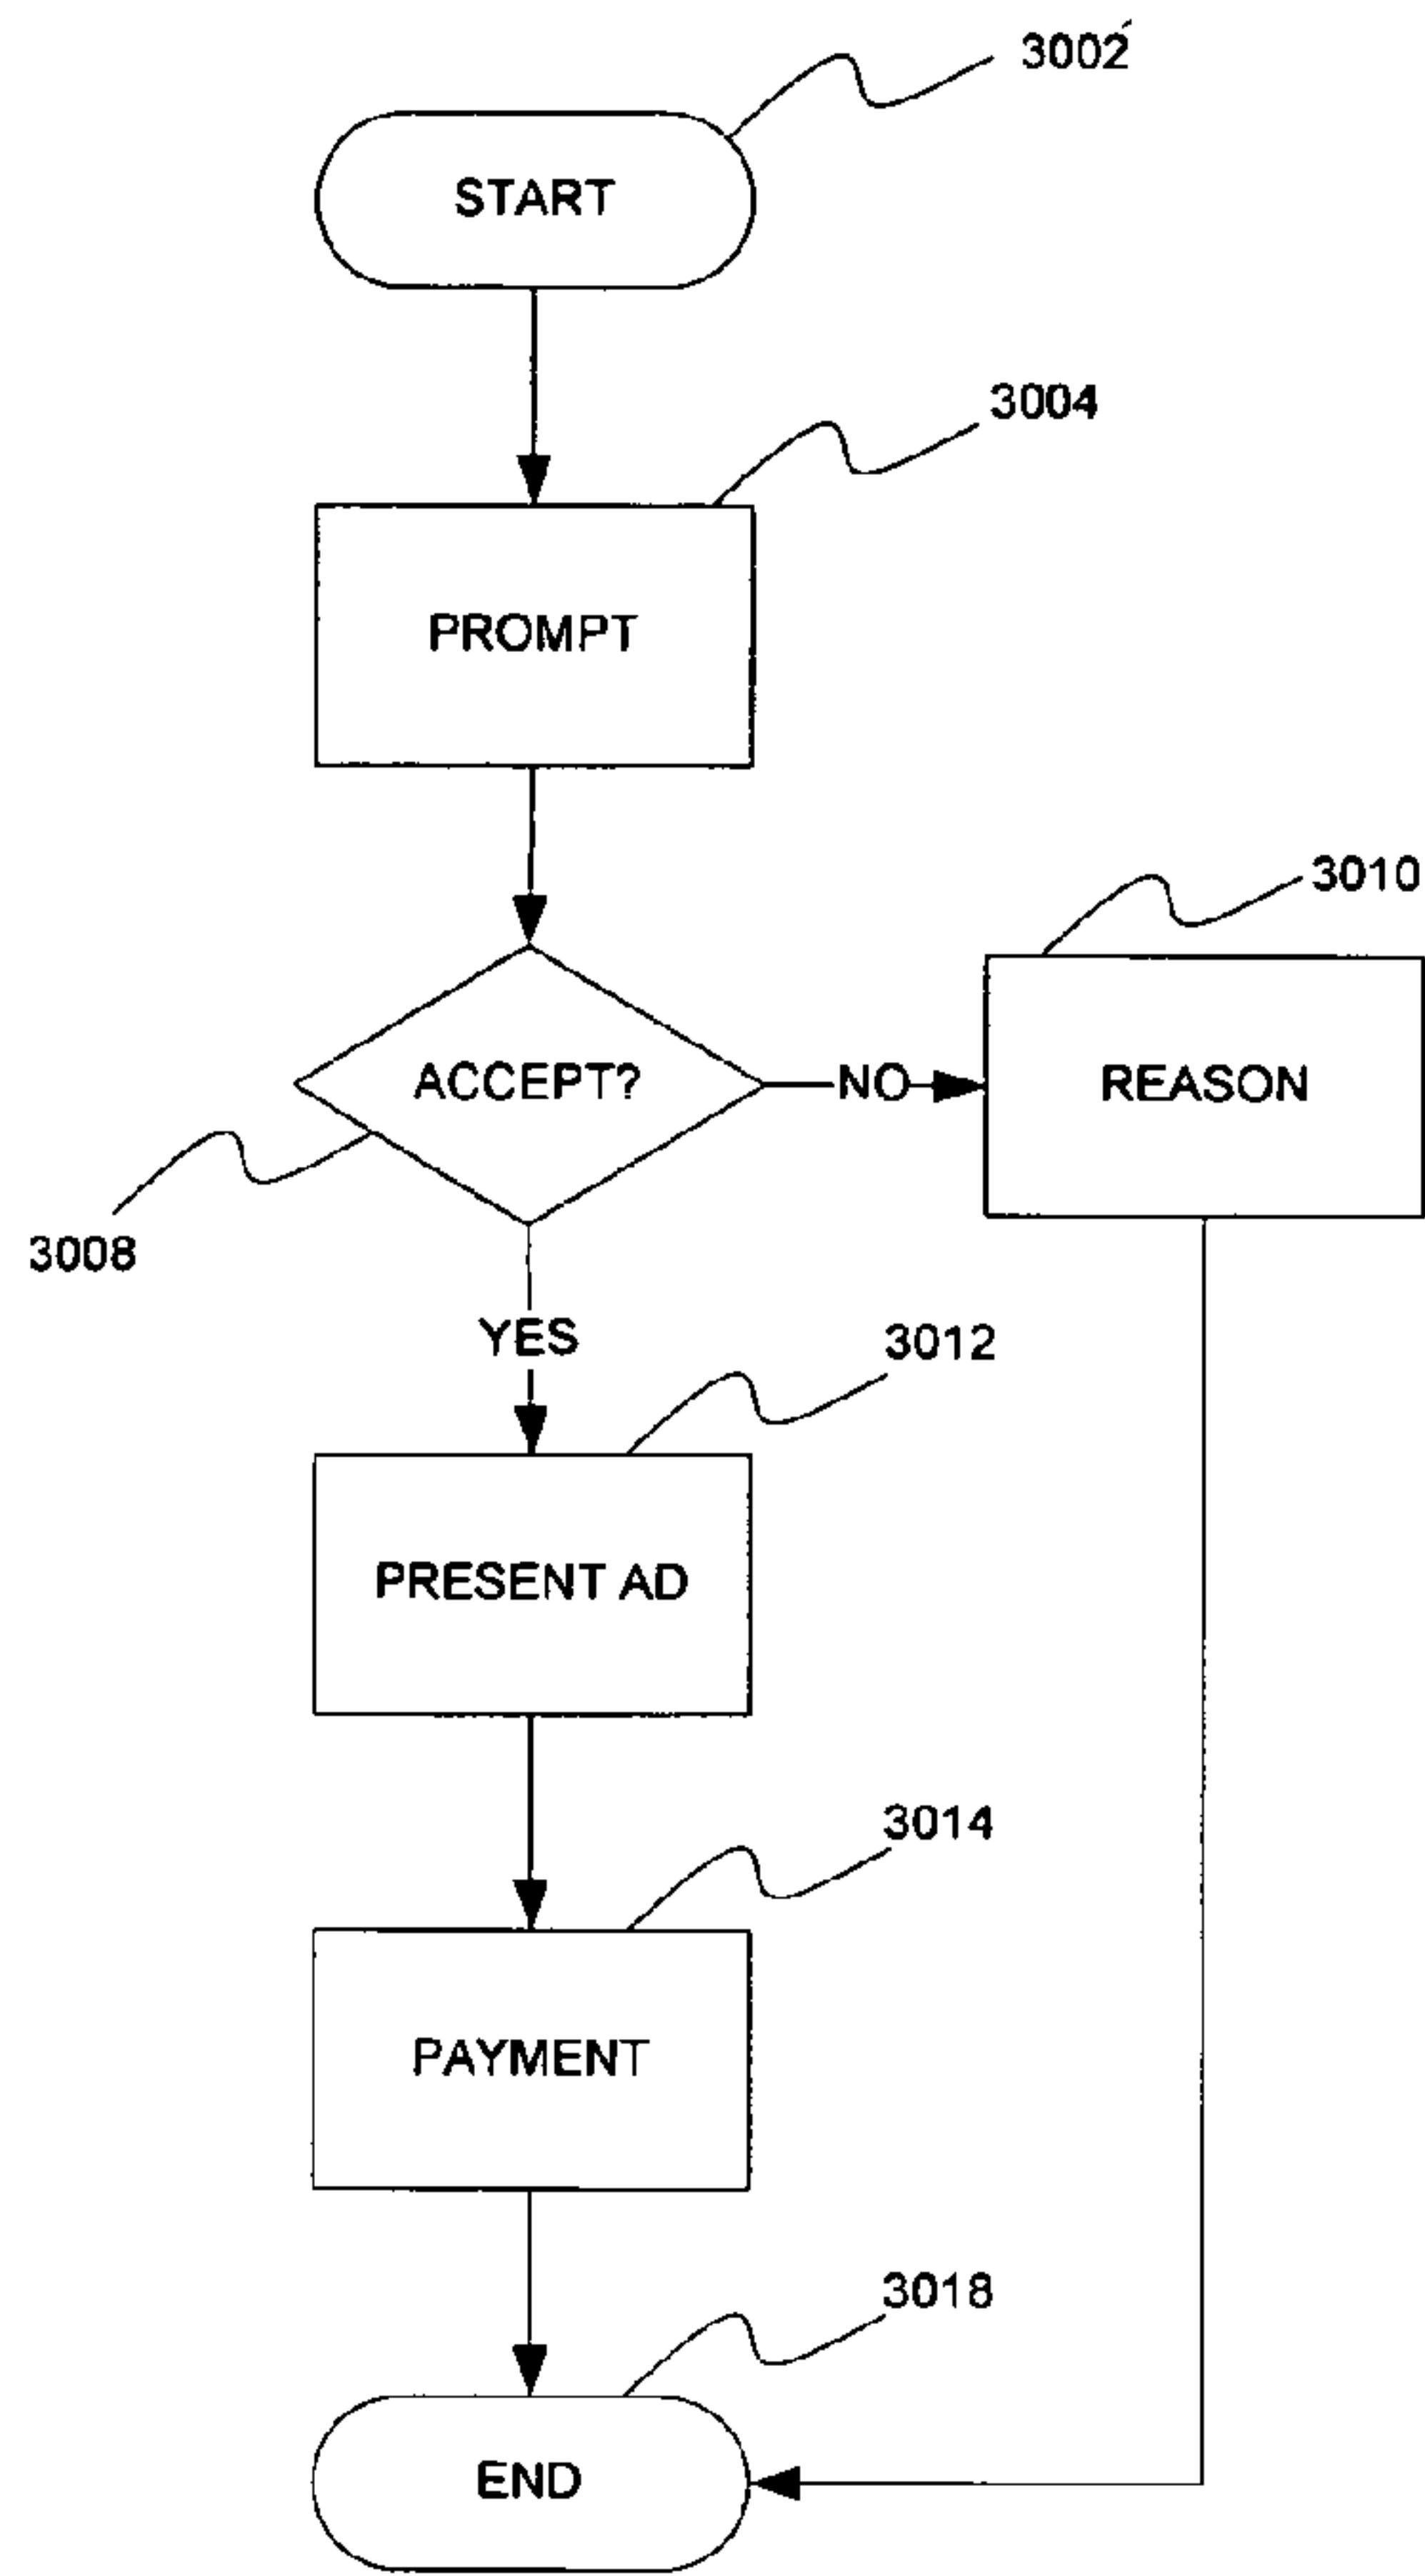 3002
START
3004
PROMPT
3010
ACCEPT?
NO
REASON
3008
YES
3012
PRESENT AD
3014
PAYMENT
3018
END